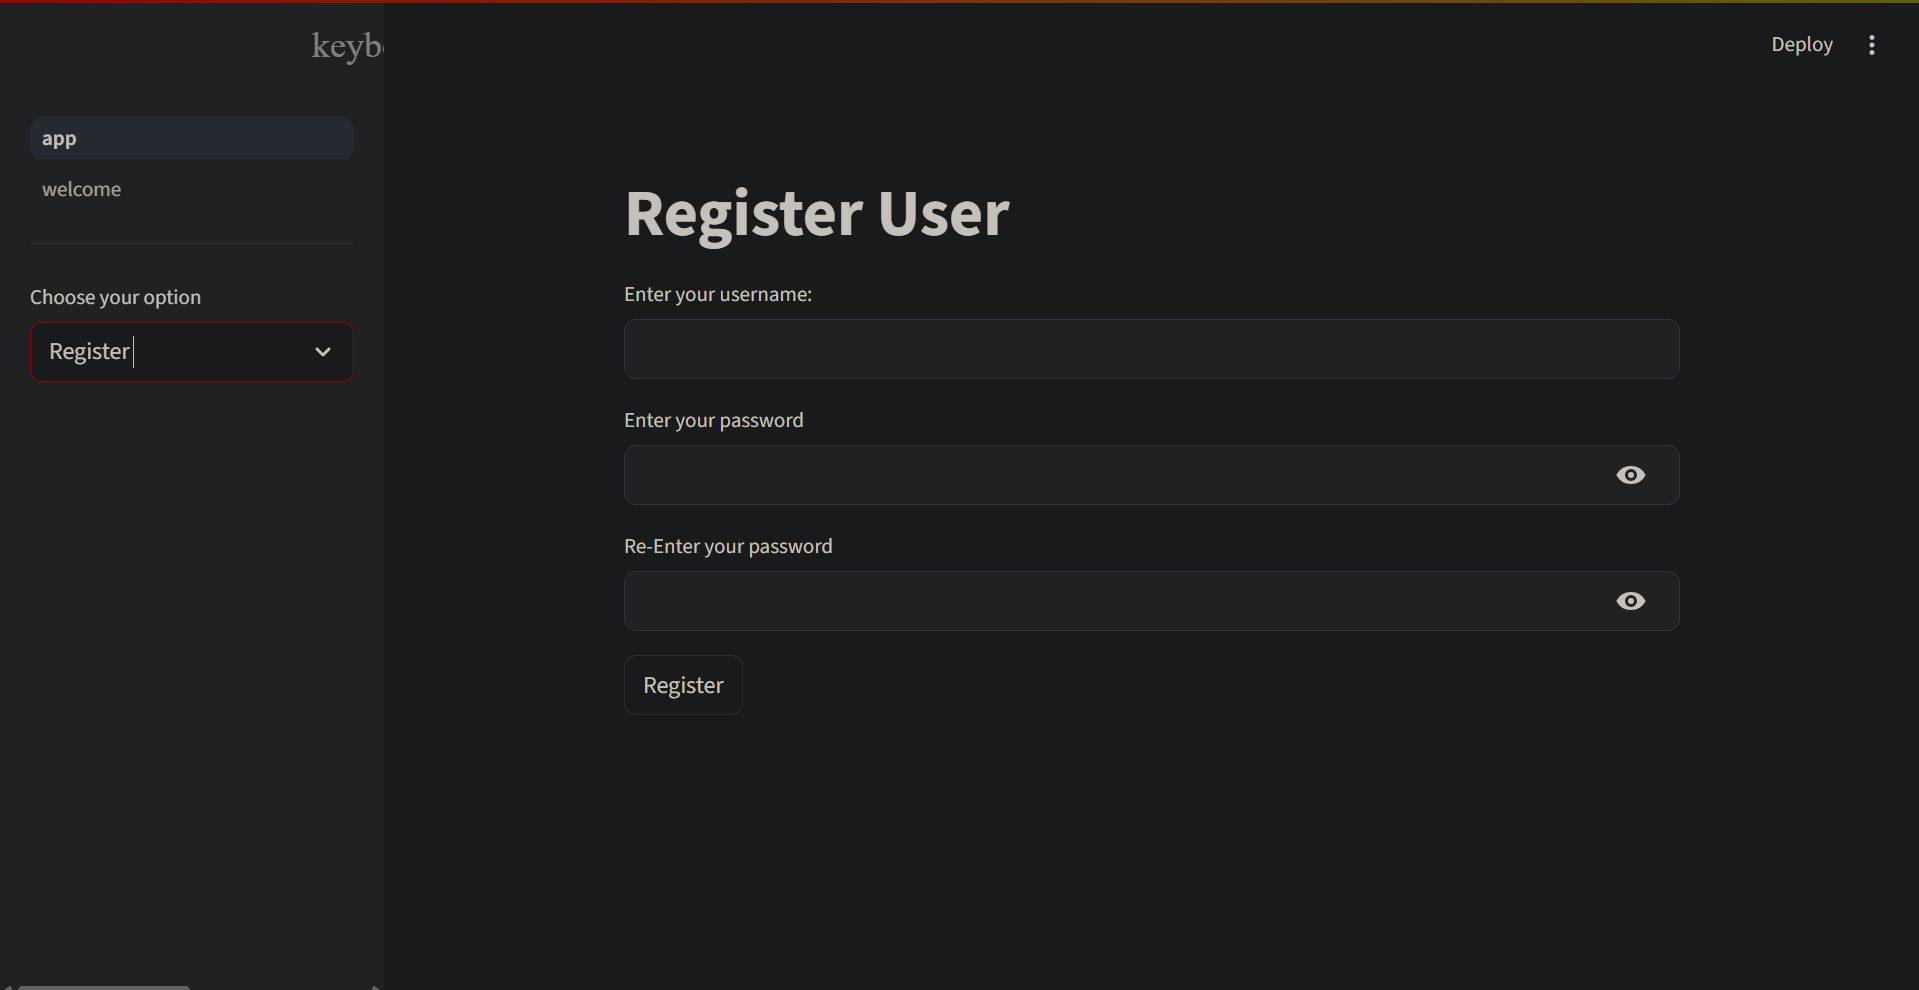 keyb
Deploy
app
welcome
Choose your option
Register
Register User
Enter your username:
Enter your password
Re-Enter your password
Register